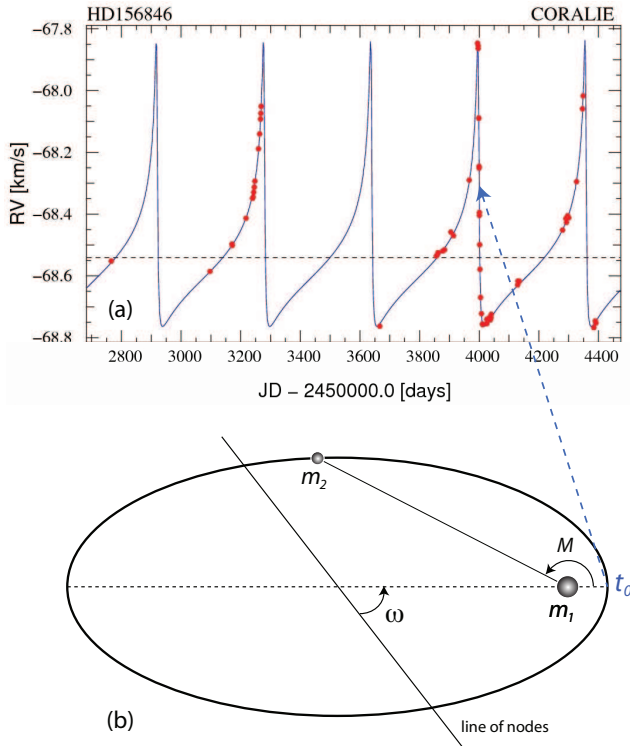 HD156846 CORALIE
−67.8
−68.0
−68.2
−68.4
−68.6
−68.8
RV [km/s]
(a)
2800 3000 3200 3400 3600 3800 4000 4200 4400
JD − 2450000.0 [days]
m2
M
t0
m1
ω
(b)
line of nodes